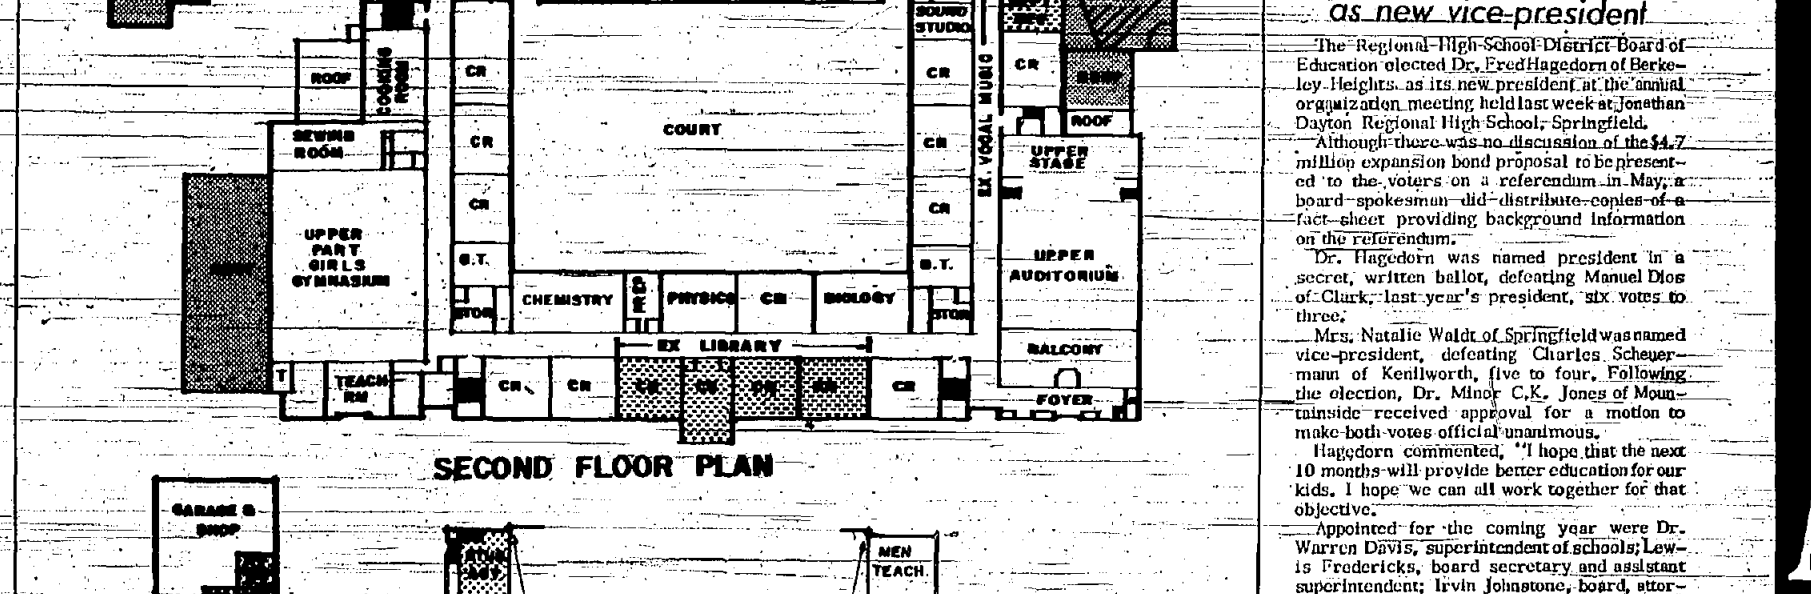 SOUND
STUDIO
COOKING
ROOM
ROOF
CR
CR
CR
EX. VOCAL MUSIC
COURT
CR
CR
ROOF
SEWING
ROOM
UPPER
STAGE
CR
CR
UPPER
PART
GIRLS
GYMNASIUM
B.T.
B.T.
UPPER
AUDITORIUM
STOR
CHEMISTRY
PREP
PHYSICS
CR
BIOLOGY
STOR
EX LIBRARY
BALCONY
T
TEACH
RM
CR
CR
CR
CR
CR
CR
CR
FOYER
SECOND FLOOR PLAN
GARAGE &
SHOP
MEN
TEACH
as new vice-president
The Regional High School District Board of
Education elected Dr. Fred Hagedorn of Berke-
ley Heights as its new president at the annual
organization meeting held last week at Jonathan
Dayton Regional High School, Springfield.
Although there was no discussion of the $4.7
million expansion bond proposal to be present-
ed to the voters on a referendum in May, a
board spokesman did distribute copies of a
fact sheet providing background information
on the referendum.
Dr. Hagedorn was named president in a
secret, written ballot, defeating Manuel Dios
of Clark, last year's president, six votes to
three.
Mrs. Natalie Waldt of Springfield was named
vice-president, defeating Charles Scheuer-
mann of Kenilworth, five to four. Following
the election, Dr. Minor C.K. Jones of Moun-
tainside received approval for a motion to
make both votes official unanimous.
Hagedorn commented, "I hope that the next
10 months will provide better education for our
kids. I hope we can all work together for that
objective.
Appointed for the coming year were Dr.
Warren Davis, superintendent of schools; Lew-
is Fredericks, board secretary and assistant
superintendent; Irvin Johnstone, board, attor-